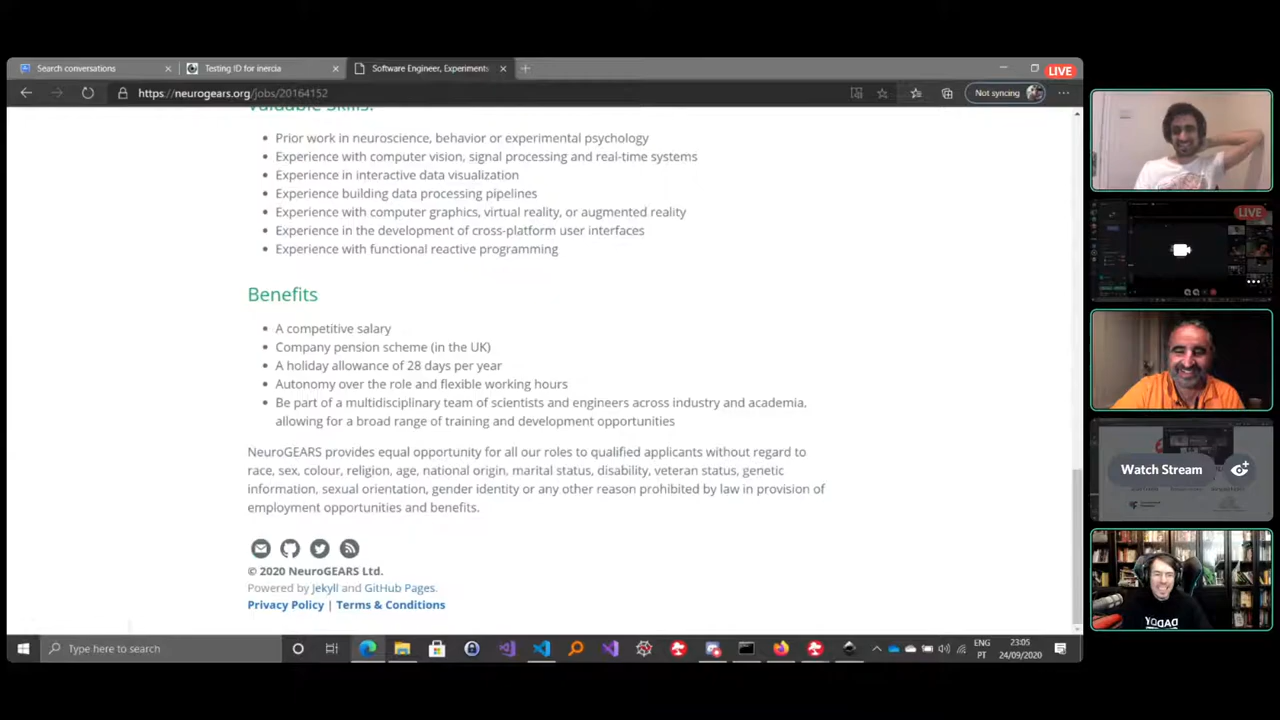 Search conversations
Testing ID for inercia
Software Engineer, Experiments
LIVE
https://neurogears.org/jobs/20164152
Not syncing
Valuable Skills:
Prior work in neuroscience, behavior or experimental psychology
Experience with computer vision, signal processing and real-time systems
Experience in interactive data visualization
Experience building data processing pipelines
Experience with computer graphics, virtual reality, or augmented reality
Experience in the development of cross-platform user interfaces
Experience with functional reactive programming
Benefits
A competitive salary
Company pension scheme (in the UK)
A holiday allowance of 28 days per year
Autonomy over the role and flexible working hours
Be part of a multidisciplinary team of scientists and engineers across industry and academia,
allowing for a broad range of training and development opportunities
NeuroGEARS provides equal opportunity for all our roles to qualified applicants without regard to
race, sex, colour, religion, age, national origin, marital status, disability, veteran status, genetic
information, sexual orientation, gender identity or any other reason prohibited by law in provision of
employment opportunities and benefits.
© 2020 NeuroGEARS Ltd.
Powered by Jekyll and GitHub Pages.
Privacy Policy | Terms & Conditions
Type here to search
ENG
PT
23:05
24/09/2020
LIVE
Watch Stream